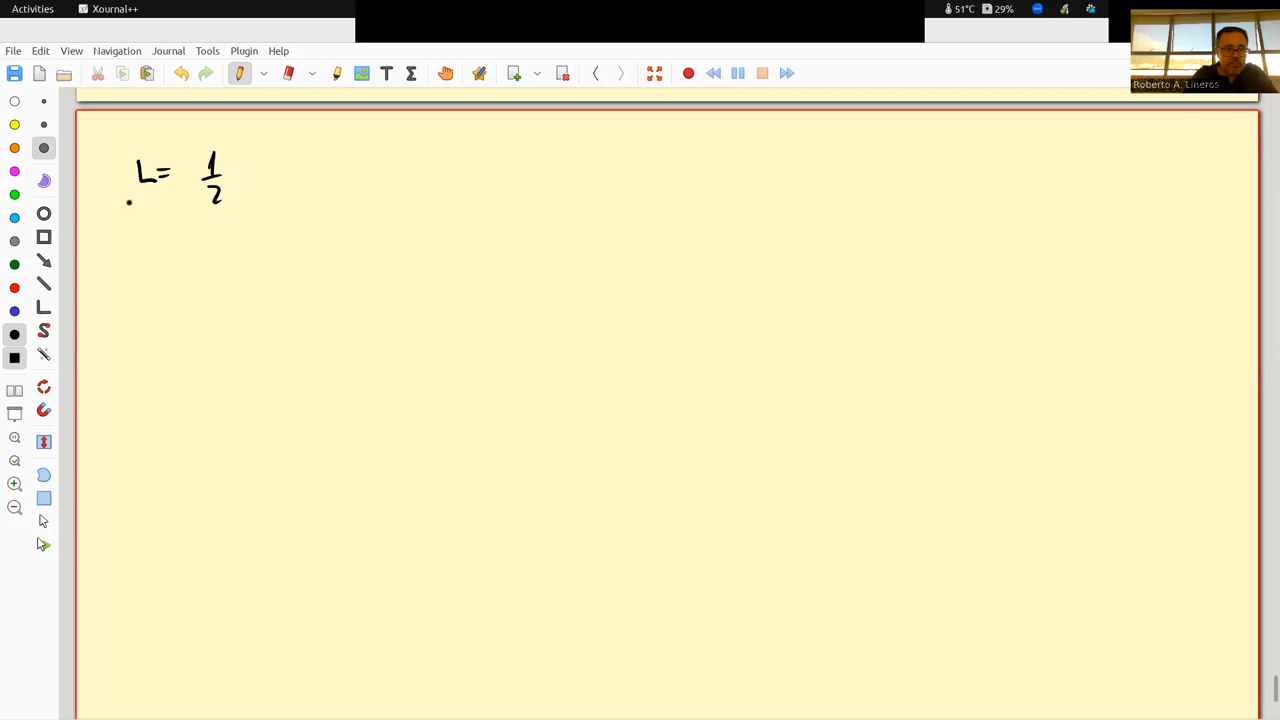 Activities Xournal++ 51°C 29%
File Edit View Navigation Journal Tools Plugin Help
Roberto A. Lineros
L= 1/2